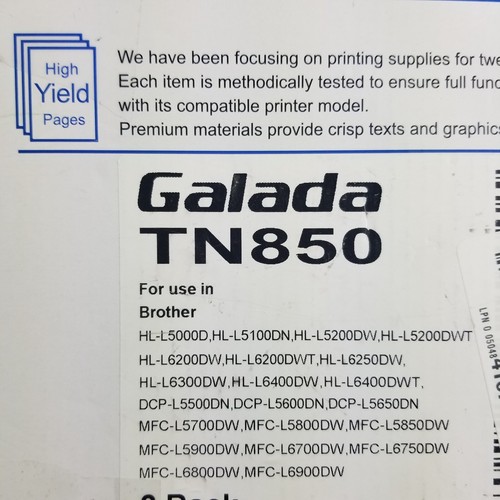 High
Yield
Pages
We have been focusing on printing supplies for
Each item is methodically tested to ensure full
with its compatible printer model.
Premium materials provide crisp texts and
Galada
TN850
For use in
Brother
HL-L5000D,HL-L5100DN,HL-L5200DW,HL-L5200DWT
HL-L6200DW,HL-L6200DWT,HL-L6250DW,
HL-L6300DW,HL-L6400DW,HL-L6400DWT,
DCP-L5500DN,DCP-L5600DN,DCP-L5650DN
MFC-L5700DW,MFC-L5800DW,MFC-L5850DW
MFC-L5900DW,MFC-L6700DW,MFC-L6750DW
MFC-L6800DW,MFC-L6900DW